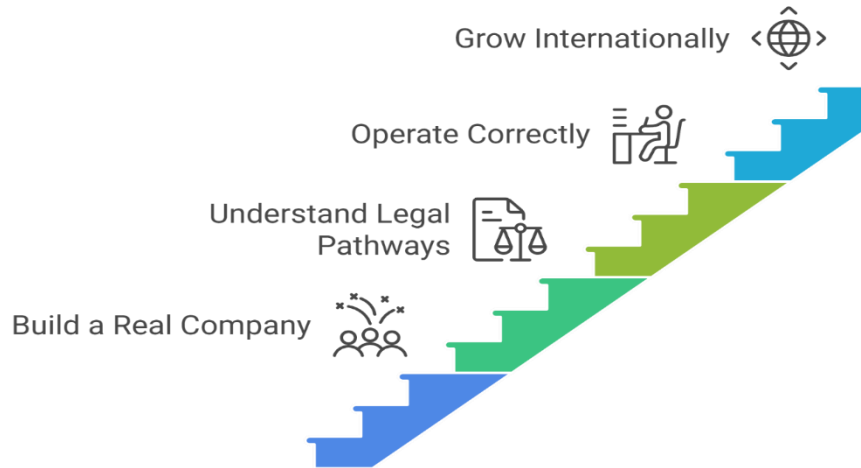 Grow Internationally
Operate Correctly
Understand Legal
Pathways
Build a Real Company